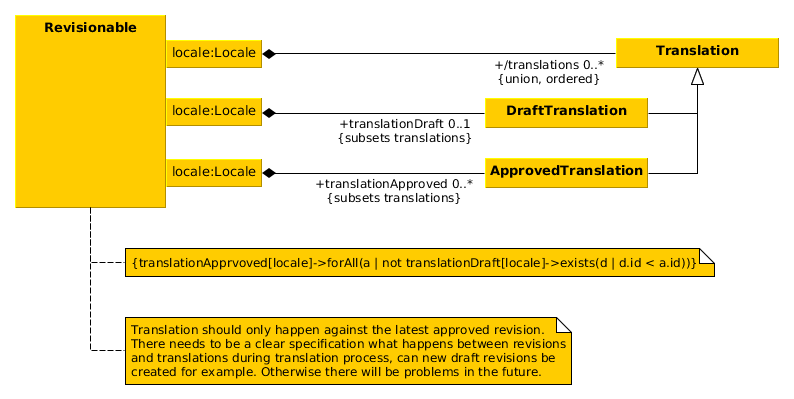 Revisionable
locale:Locale
Translation
+/translations 0..*
{union, ordered}
locale:Locale
DraftTranslation
+translationDraft 0..1
{subsets translations}
locale:Locale
ApprovedTranslation
+translationApproved 0..*
{subsets translations}
{translationApprvoved[locale]->forAll(a | not translationDraft[locale]->exists(d | d.id < a.id))}
Translation should only happen against the latest approved revision.
There needs to be a clear specification what happens between revisions
and translations during translation process, can new draft revisions be
created for example. Otherwise there will be problems in the future.